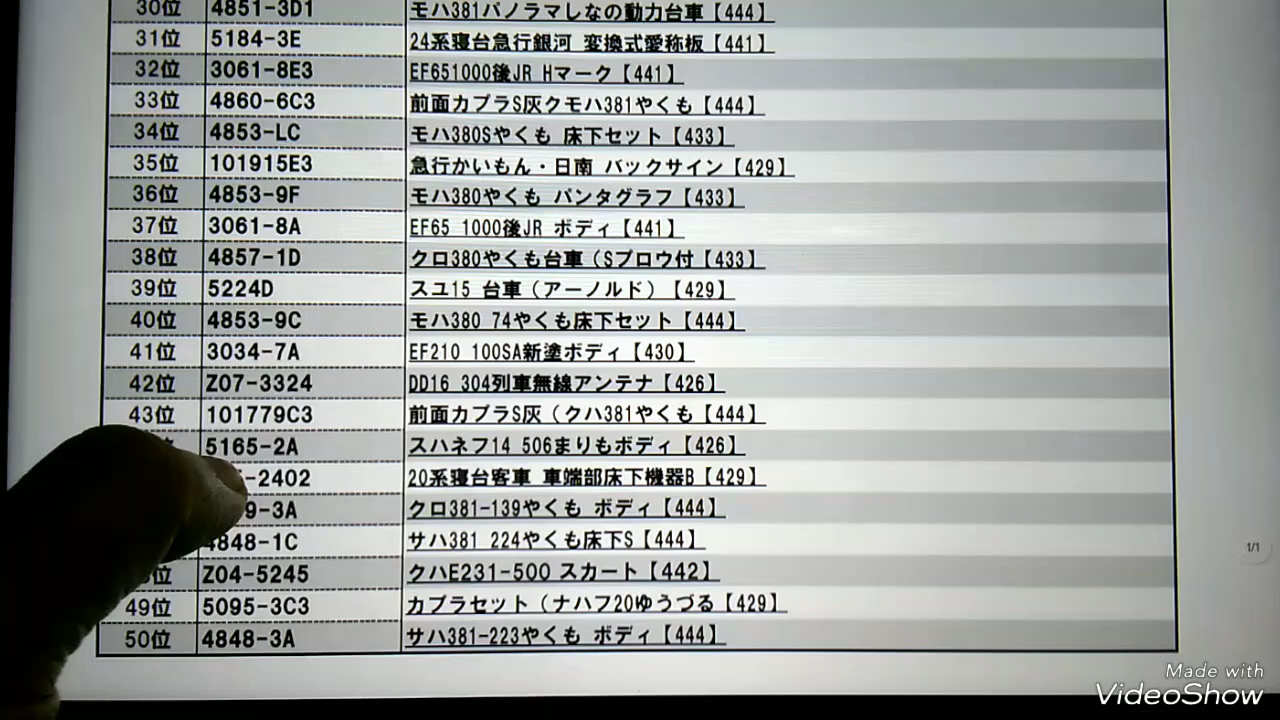 30位 4851-3D1 モハ381パノラマしなの動力台車【444】
31位 5184-3E 24系寝台急行銀河 変換式愛称板【441】
32位 3061-8E3 EF651000後JR Hマーク【441】
33位 4860-6C3 前面カプラS灰クモハ381やくも【444】
34位 4853-LC モハ380Sやくも 床下セット【433】
35位 101915E3 急行かいもん・日南 バックサイン【429】
36位 4853-9F モハ380やくも パンタグラフ【433】
37位 3061-8A EF65 1000後JR ボディ【441】
38位 4857-1D クロ380やくも台車（Sプロウ付【433】
39位 5224D スユ15 台車（アーノルド）【429】
40位 4853-9C モハ380 74やくも床下セット【444】
41位 3034-7A EF210 100SA新塗ボディ【430】
42位 Z07-3324 DD16 304列車無線アンテナ【426】
43位 101779C3 前面カプラS灰（クハ381やくも【444】
5165-2A スハネフ14 506まりもボディ【426】
-2402 20系寝台客車 車端部床下機器B【429】
9-3A クロ381-139やくも ボディ【444】
4848-1C サハ381 224やくも床下S【444】
位 Z04-5245 クハE231-500 スカート【442】
49位 5095-3C3 カプラセット（ナハフ20ゆうづる【429】
50位 4848-3A サハ381-223やくも ボディ【444】
1/1
Made with
VideoShow